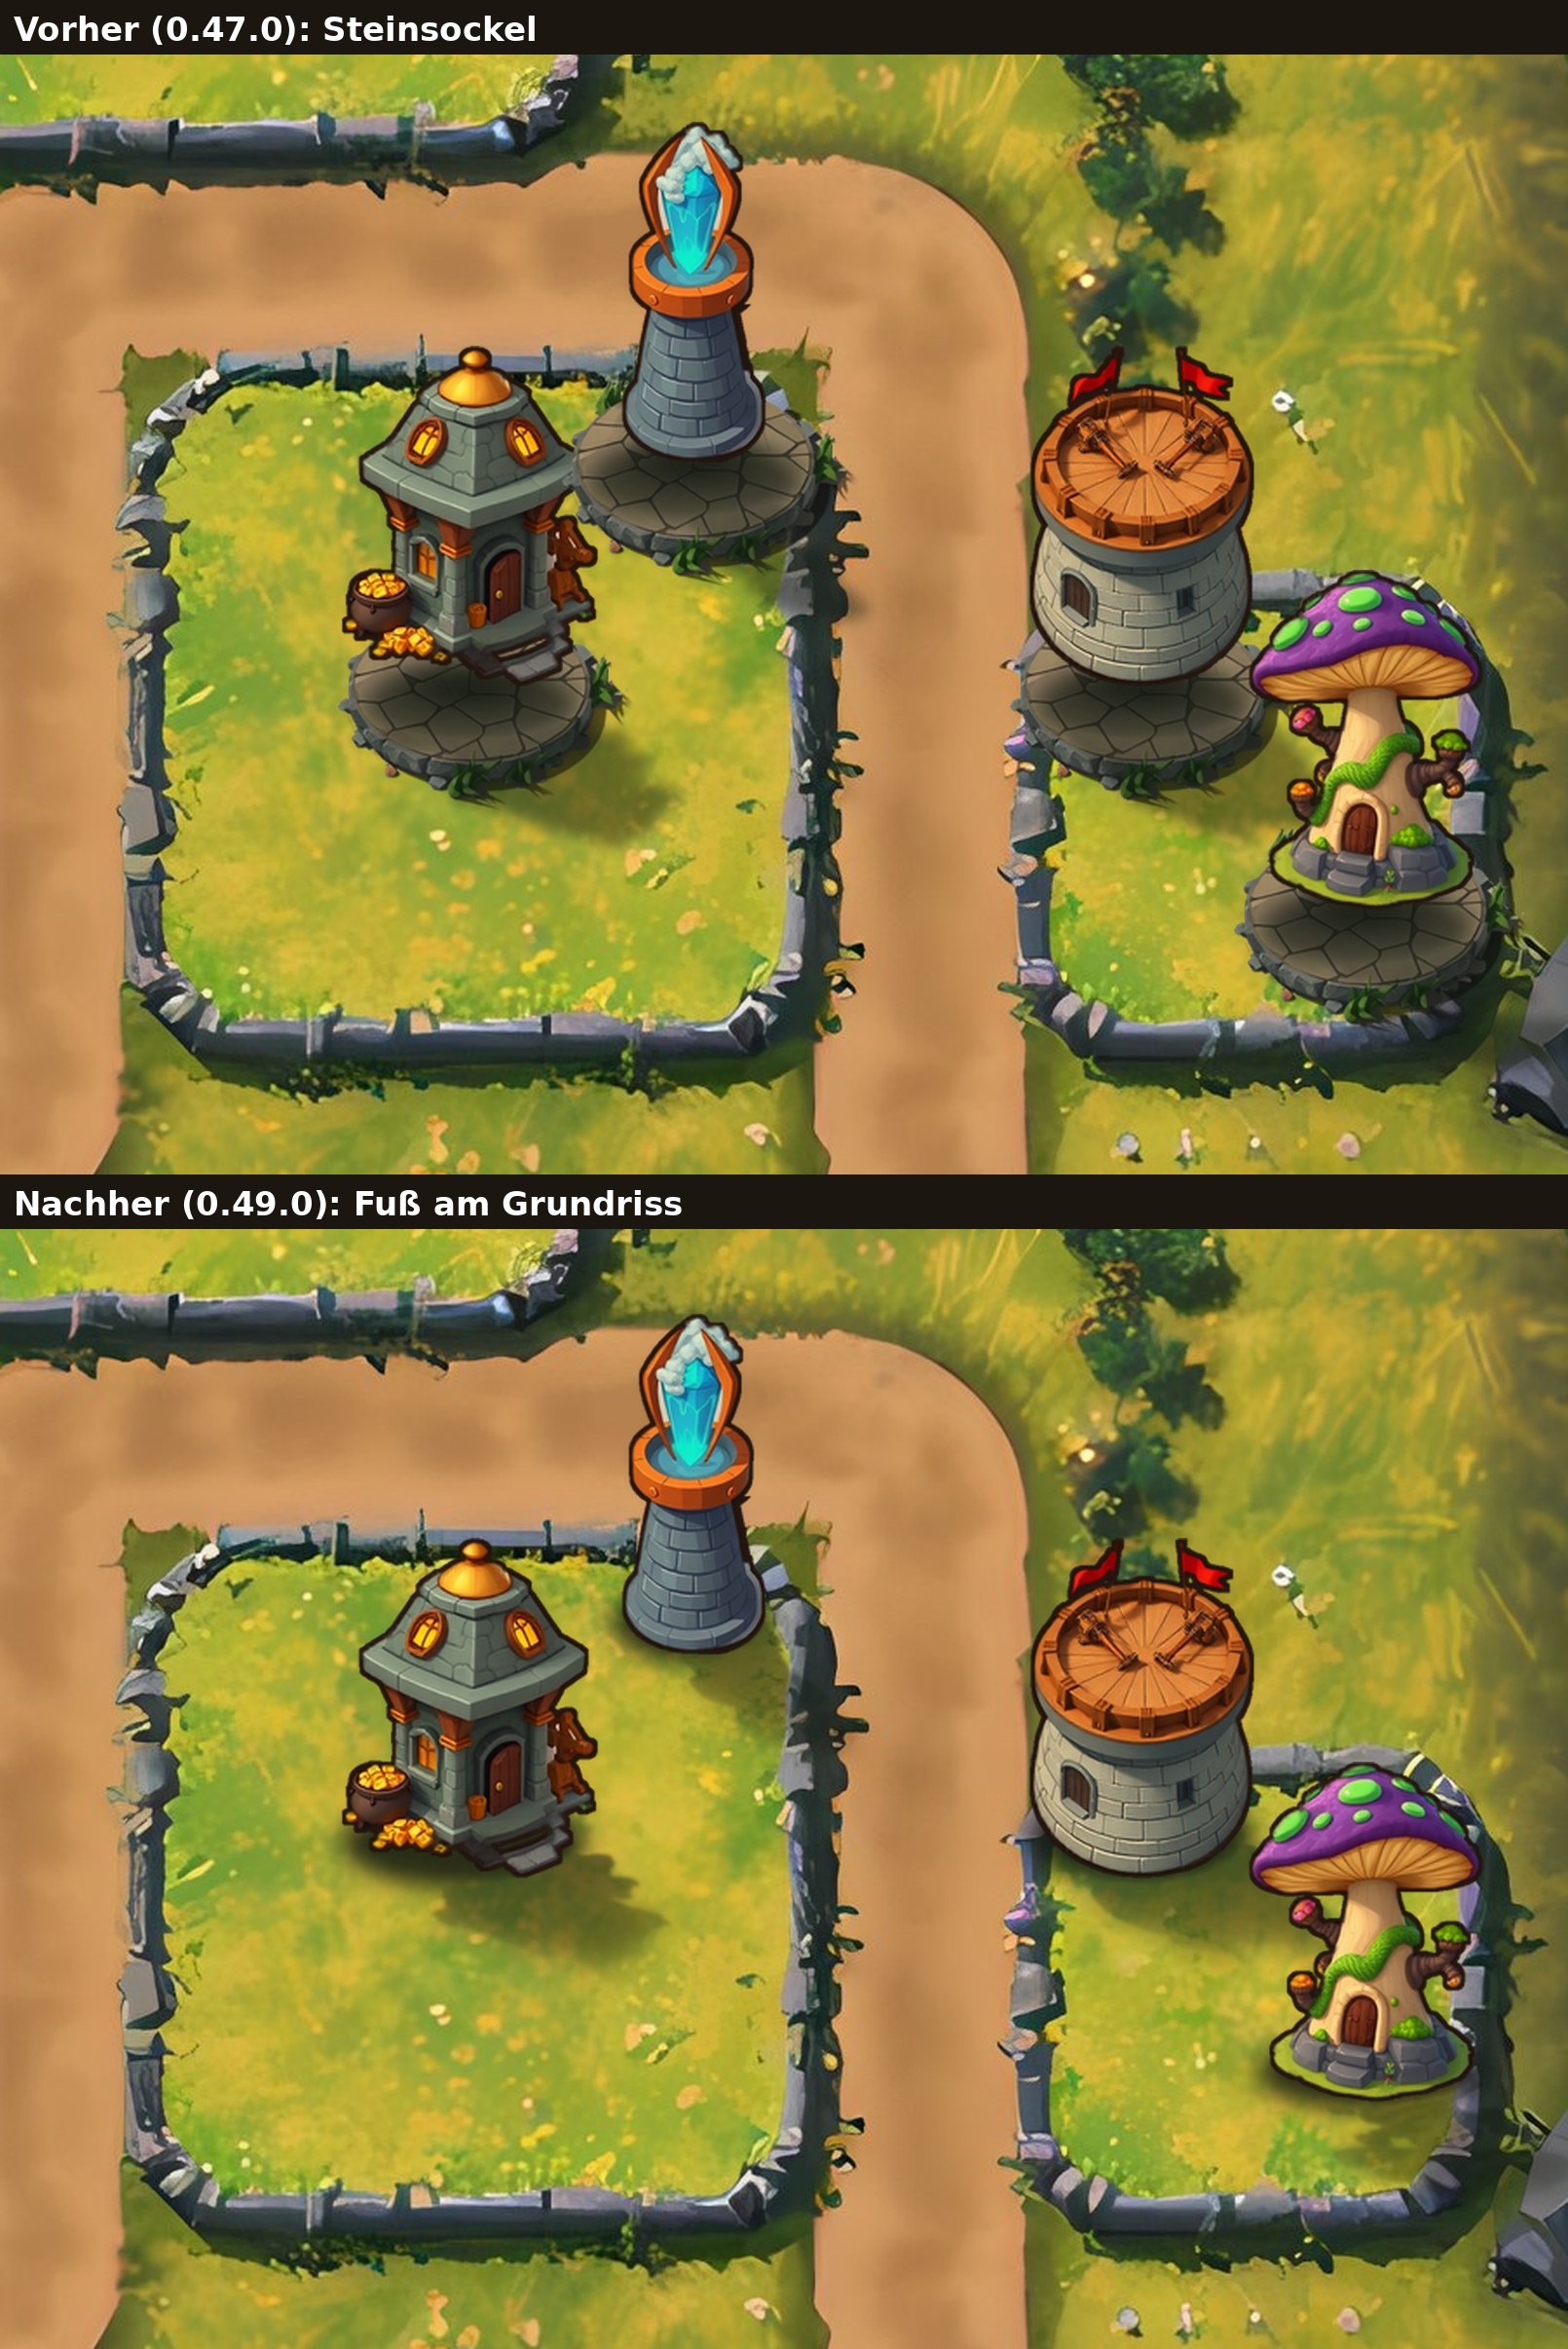 Vorher (0.47.0): Steinsockel
Nachher (0.49.0): Fuß am Grundriss